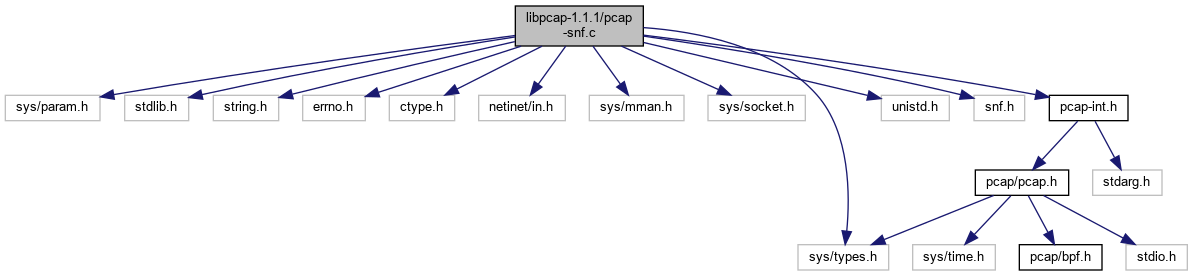 libpcap-1.1.1/pcap
-snf.c
sys/param.h
stdlib.h
string.h
errno.h
ctype.h
netinet/in.h
sys/mman.h
sys/socket.h
unistd.h
snf.h
pcap-int.h
pcap/pcap.h
stdarg.h
sys/types.h
sys/time.h
pcap/bpf.h
stdio.h